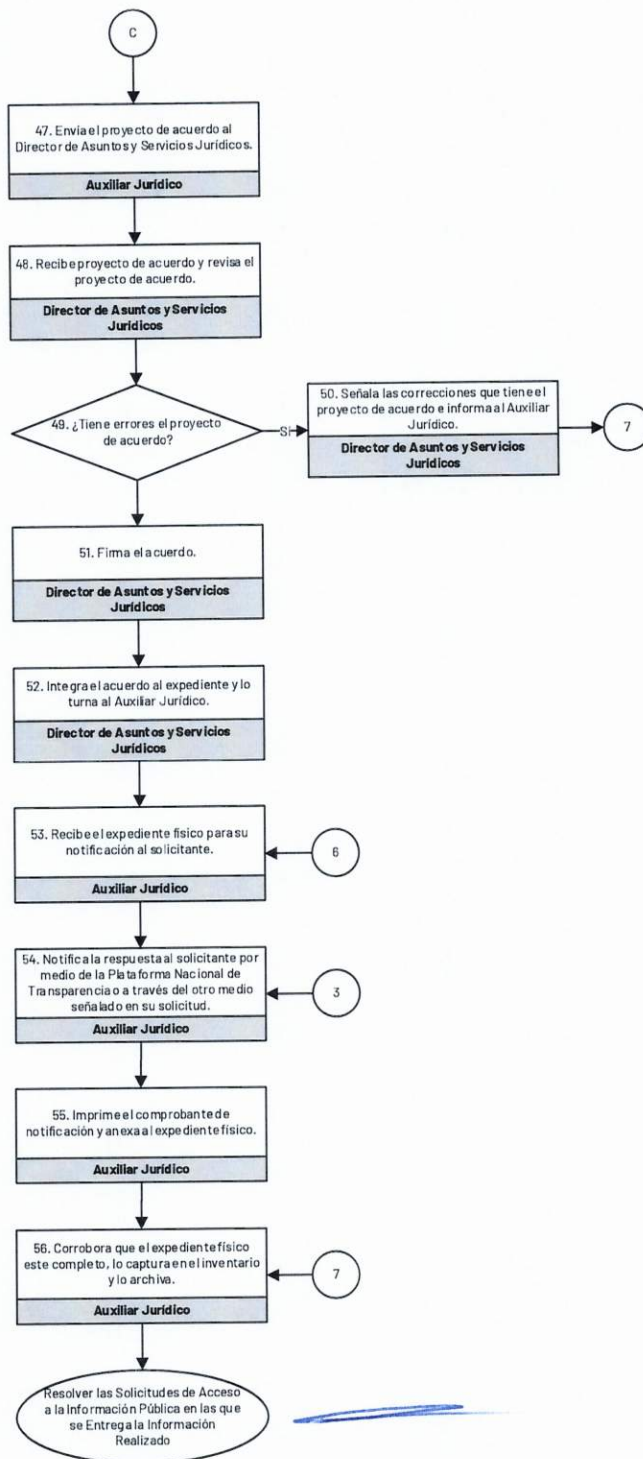 C
47. Envía el proyecto de acuerdo al
Director de Asuntos y Servicios Jurídicos.
Auxiliar Jurídico
48. Recibe proyecto de acuerdo y revisa el
proyecto de acuerdo.
Director de Asuntos y Servicios
Jurídicos
49. ¿Tiene errores el proyecto
de acuerdo?
Sí
50. Señala las correcciones que tiene el
proyecto de acuerdo e informa al Auxiliar
Jurídico.
Director de Asuntos y Servicios
Jurídicos
7
51. Firma el acuerdo.
Director de Asuntos y Servicios
Jurídicos
52. Integra el acuerdo al expediente y lo
turna al Auxiliar Jurídico.
Director de Asuntos y Servicios
Jurídicos
53. Recibe el expediente físico para su
notificación al solicitante.
Auxiliar Jurídico
6
54. Notifica la respuesta al solicitante por
medio de la Plataforma Nacional de
Transparencia o a través del otro medio
señalado en su solicitud.
Auxiliar Jurídico
3
55. Imprime el comprobante de
notificación y anexa al expediente físico.
Auxiliar Jurídico
56. Corrobora que el expediente físico
este completo, lo captura en el inventario
y lo archiva.
Auxiliar Jurídico
7
Resolver las Solicitudes de Acceso
a la Información Pública en las que
se Entrega la Información
Realizado